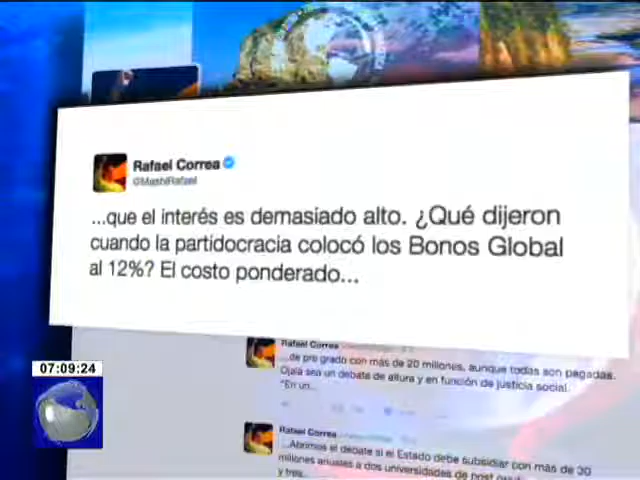 Rafael Correa
@MashiRafael
...que el interés es demasiado alto. ¿Qué dijeron
cuando la partidocracia colocó los Bonos Global
al 12%? El costo ponderado...
Rafael Correa
...de pre grado con más de 20 millones, aunque todas son pagadas.
Ojalá sea un debate de altura y en función de justicia social.
"En un...
07:09:24
Rafael Correa
...Abrimos el debate si el Estado debe subsidiar con más de 30
millones anuales a dos universidades de post
y tres...